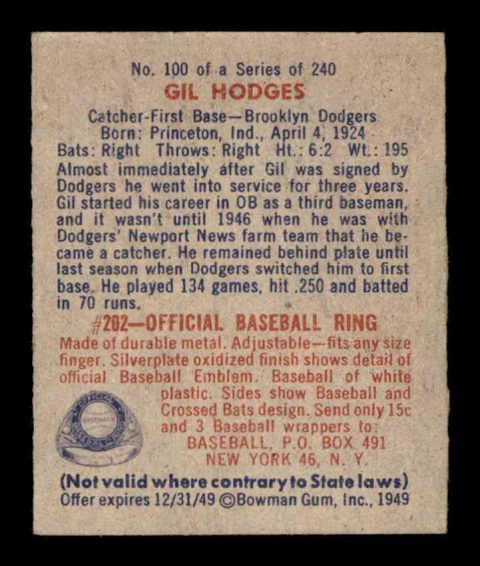 No. 100 of a Series of 240
GIL HODGES
Catcher-First Base—Brooklyn Dodgers
Born: Princeton, Ind., April 4, 1924
Bats: Right Throws: Right Ht.: 6:2 Wt.: 195
Almost immediately after Gil was signed by
Dodgers he went into service for three years.
Gil started his career in OB as a third baseman,
and it wasn't until 1946 when he was with
Dodgers' Newport News farm team that he be-
came a catcher. He remained behind plate until
last season when Dodgers switched him to first
base. He played 134 games, hit .250 and batted
in 70 runs.
#202—OFFICIAL BASEBALL RING
Made of durable metal. Adjustable—fits any size
finger. Silverplate oxidized finish shows detail of
official Baseball Emblem. Baseball of white
plastic. Sides show Baseball and
Crossed Bats design. Send only 15c
and 3 Baseball wrappers to:
BASEBALL, P.O. BOX 491
NEW YORK 46, N. Y.
OFFICIAL
(Not valid where contrary to State laws)
Offer expires 12/31/49 ©Bowman Gum, Inc., 1949